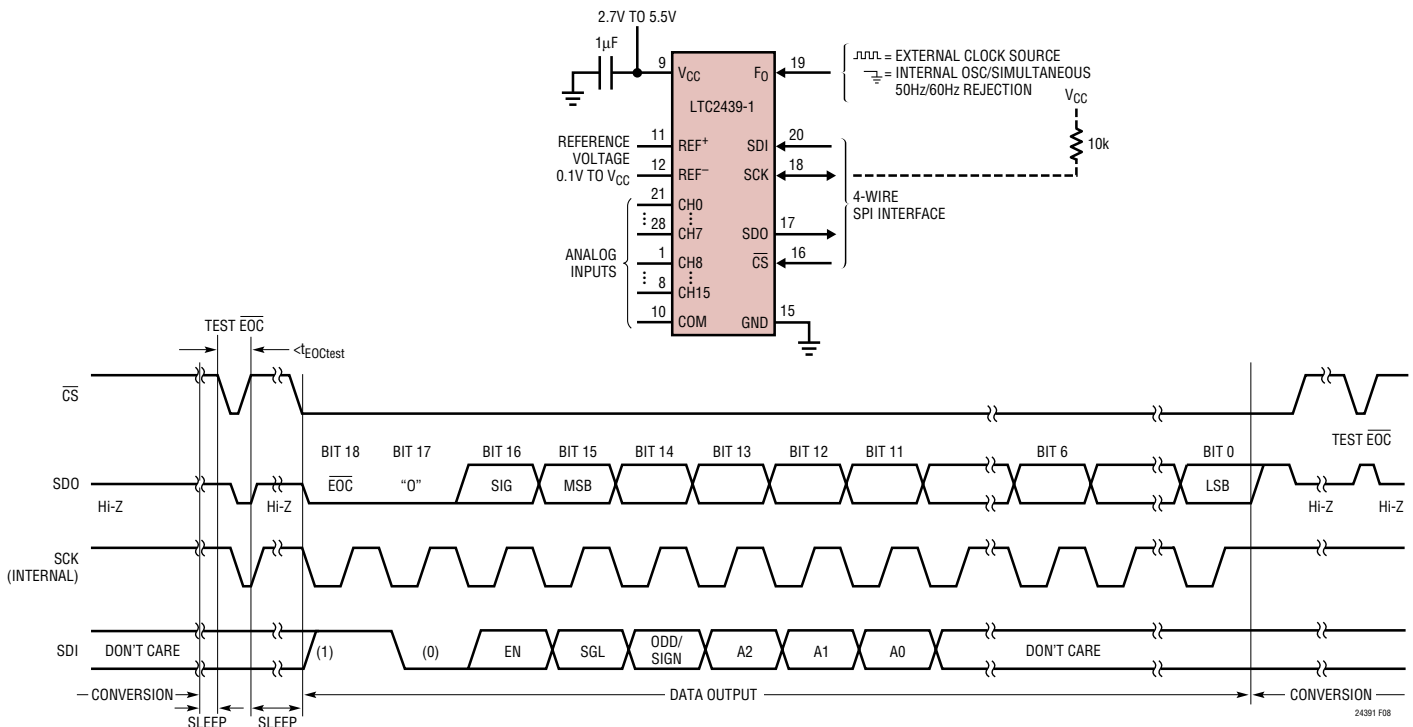 2.7V TO 5.5V
1µF
9
VCC
FO
19
= EXTERNAL CLOCK SOURCE
= INTERNAL OSC/SIMULTANEOUS
50Hz/60Hz REJECTION
LTC2439-1
VCC
10k
REFERENCE
VOLTAGE
0.1V TO VCC
11
REF+
12
REF–
SDI
20
SCK
18
4-WIRE
SPI INTERFACE
ANALOG
INPUTS
21
CH0
28
CH7
1
CH8
8
CH15
10
COM
SDO
17
CS
16
GND
15
TEST EOC
<tEOCtest
CS
BIT 18
BIT 17
BIT 16
BIT 15
BIT 14
BIT 13
BIT 12
BIT 11
BIT 6
BIT 0
TEST EOC
SDO
EOC
"0"
SIG
MSB
LSB
Hi-Z
Hi-Z
Hi-Z
Hi-Z
SCK
(INTERNAL)
SDI
DON'T CARE
(1)
(0)
EN
SGL
ODD/
SIGN
A2
A1
A0
DON'T CARE
CONVERSION
DATA OUTPUT
CONVERSION
SLEEP
SLEEP
24391 F08